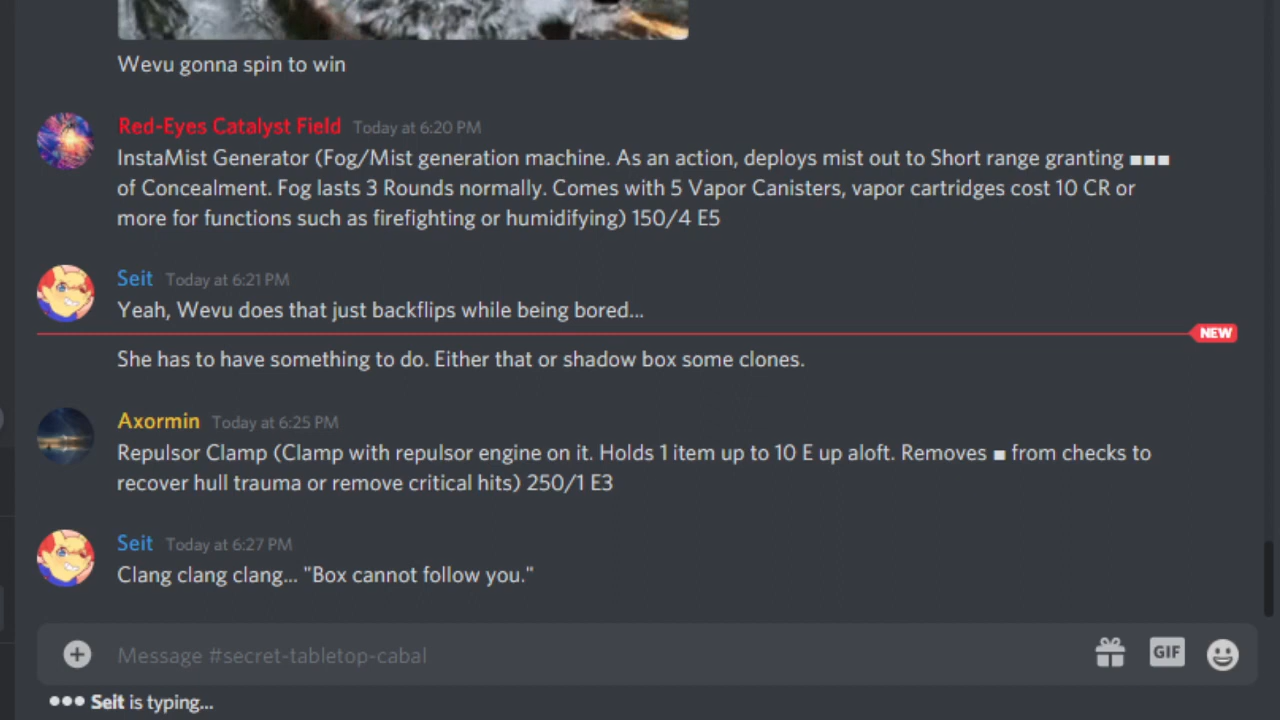 Wevu gonna spin to win
Red-Eyes Catalyst Field Today at 6:20 PM
InstaMist Generator (Fog/Mist generation machine. As an action, deploys mist out to Short range granting ■■■
of Concealment. Fog lasts 3 Rounds normally. Comes with 5 Vapor Canisters, vapor cartridges cost 10 CR or
more for functions such as firefighting or humidifying) 150/4 E5
Seit Today at 6:21 PM
Yeah, Wevu does that just backflips while being bored...
NEW
She has to have something to do. Either that or shadow box some clones.
Axormin Today at 6:25 PM
Repulsor Clamp (Clamp with repulsor engine on it. Holds 1 item up to 10 E up aloft. Removes ■ from checks to
recover hull trauma or remove critical hits) 250/1 E3
Seit Today at 6:27 PM
Clang clang clang... "Box cannot follow you."
Message #secret-tabletop-cabal
GIF
Seit is typing...